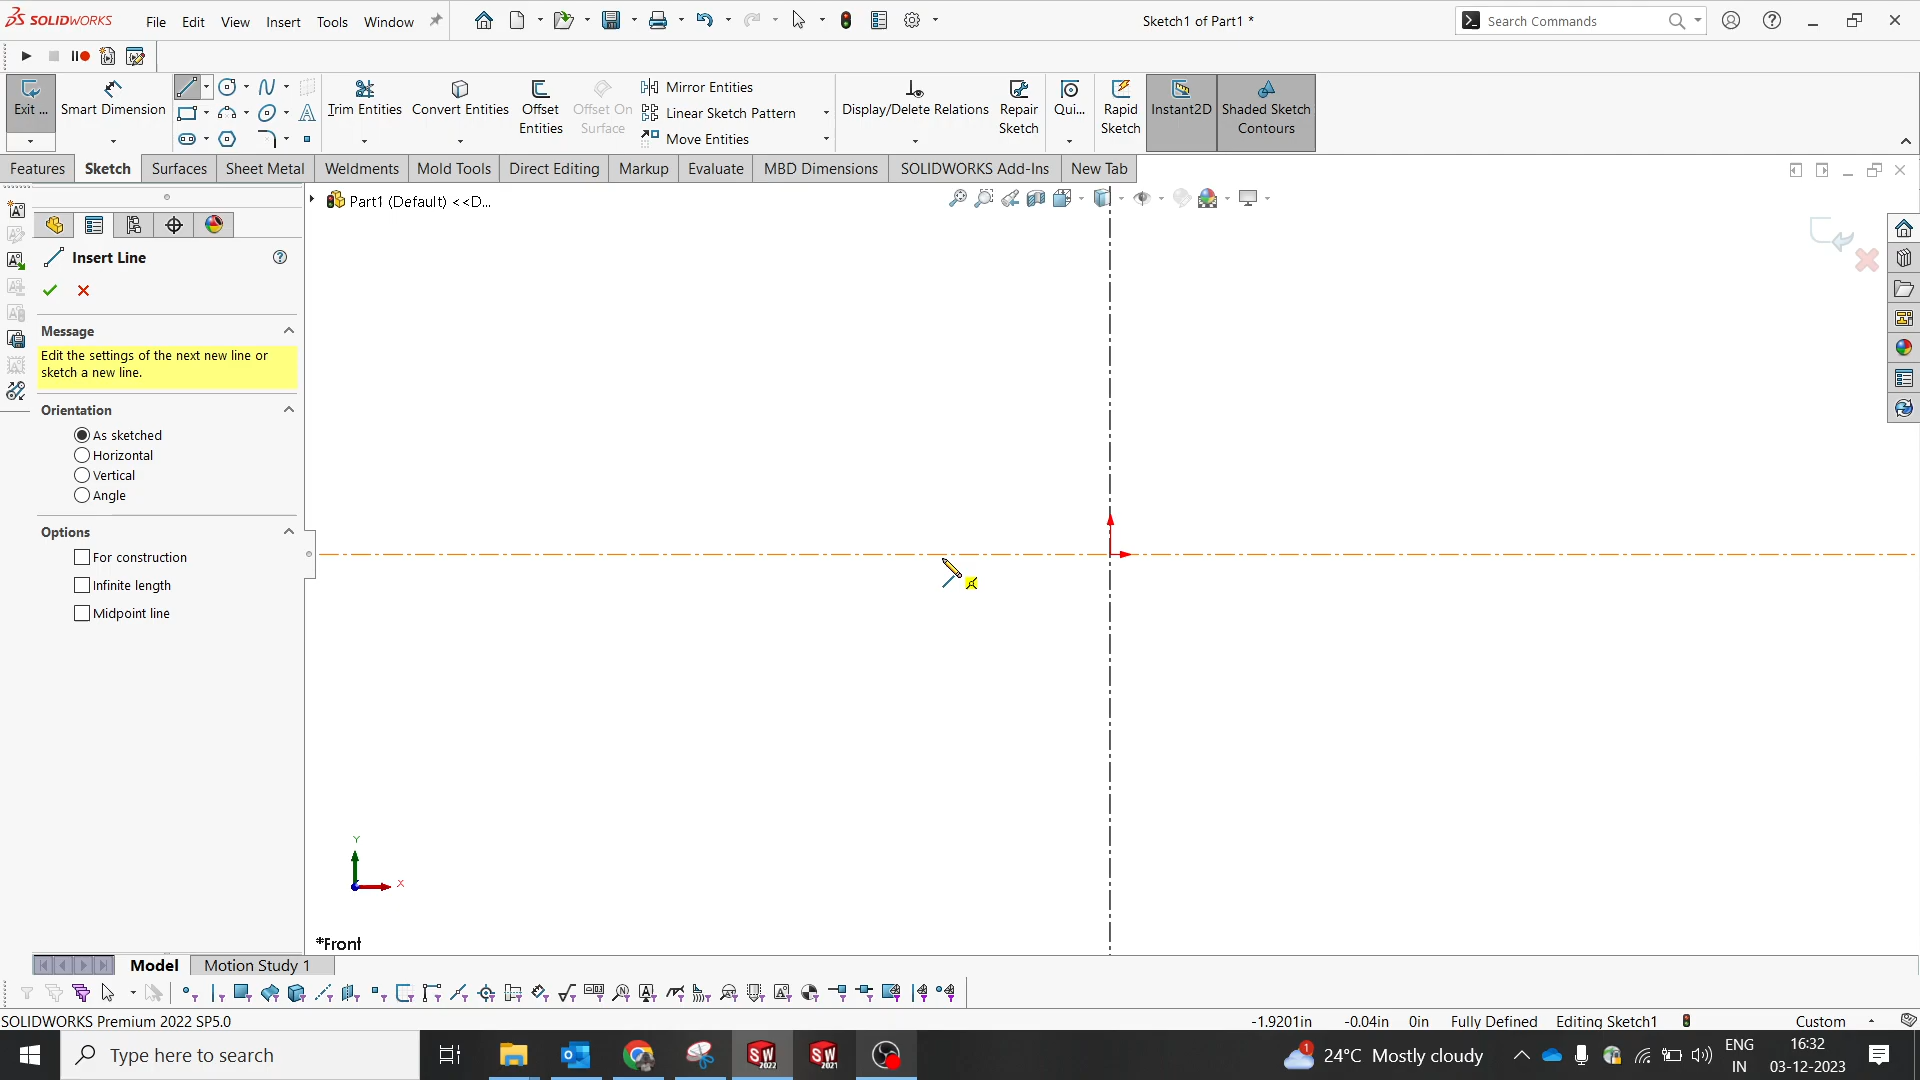 SOLIDWORKS File Edit View Insert Tools Window Sketch1 of Part1 * Search Commands
Exit ... Smart Dimension Trim Entities Convert Entities Offset Entities Offset On Surface Mirror Entities Linear Sketch Pattern Move Entities Display/Delete Relations Repair Sketch Qui... Rapid Sketch Instant2D Shaded Sketch Contours
Features Sketch Surfaces Sheet Metal Weldments Mold Tools Direct Editing Markup Evaluate MBD Dimensions SOLIDWORKS Add-Ins New Tab
Part1 (Default) <<D...
Insert Line
Message
Edit the settings of the next new line or
sketch a new line.
Orientation
As sketched
Horizontal
Vertical
Angle
Options
For construction
Infinite length
Midpoint line
Y
X
*Front
Model Motion Study 1
SOLIDWORKS Premium 2022 SP5.0 -1.9201in -0.04in 0in Fully Defined Editing Sketch1 Custom
Type here to search SW 2022 SW 2021 1 24°C Mostly cloudy ENG IN 16:32 03-12-2023